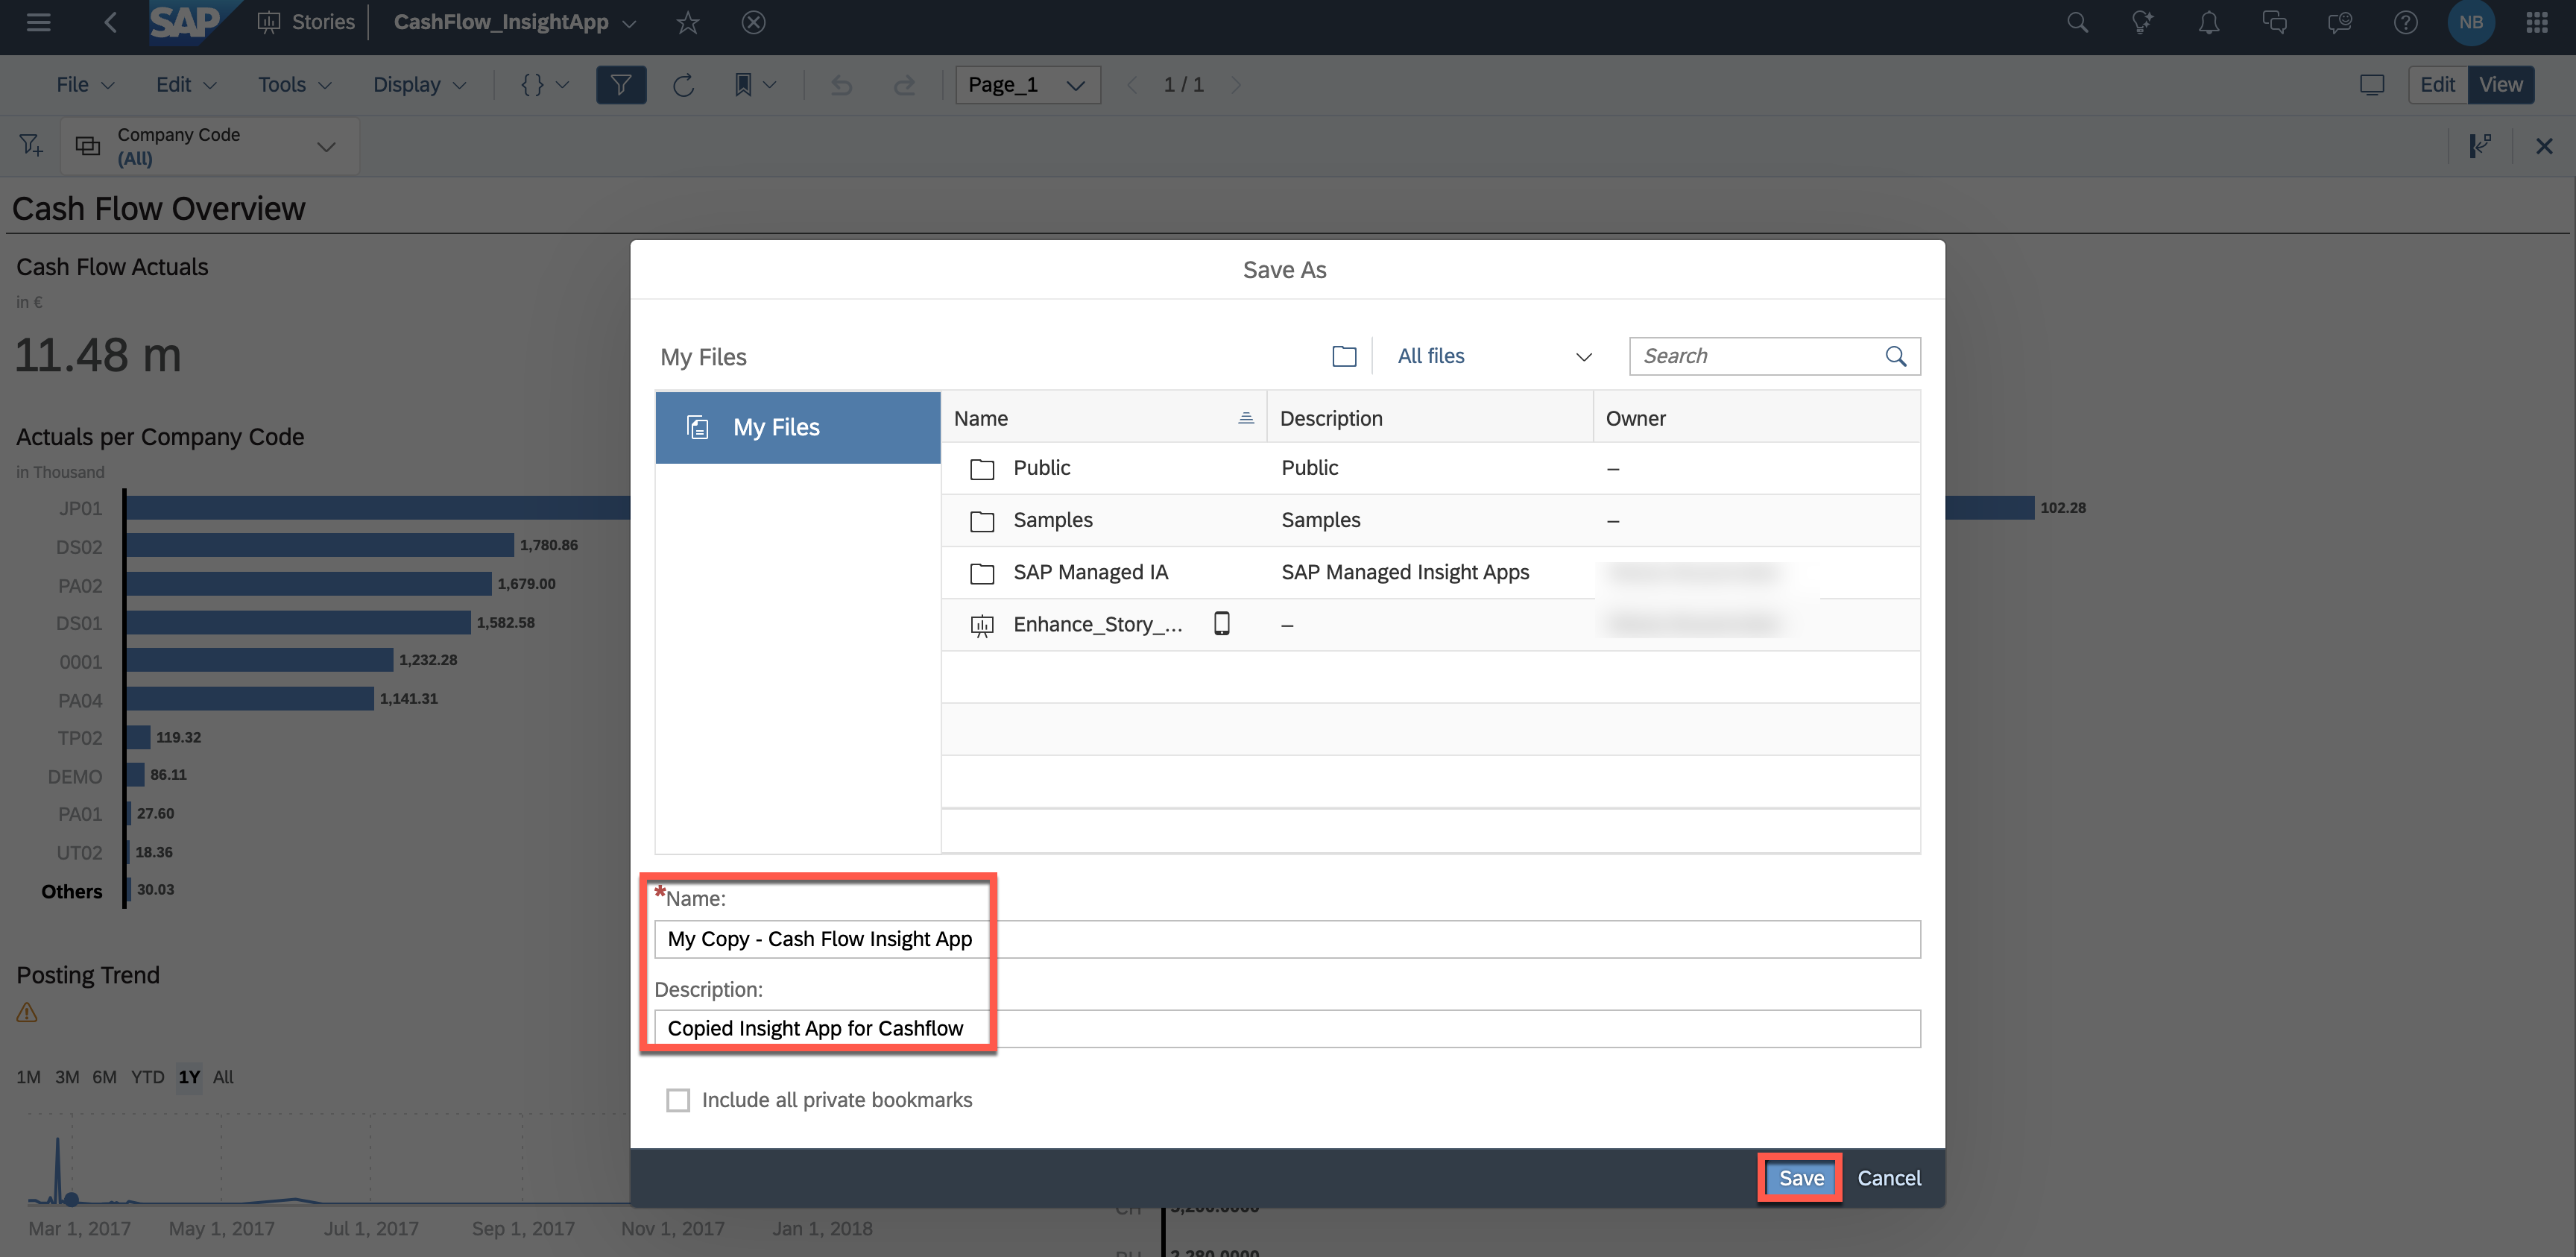 SAP Stories CashFlow_InsightApp NB
File Edit Tools Display { } Page_1 1 / 1 Edit View
Company Code
(All)
Cash Flow Overview
Cash Flow Actuals
in €
11.48 m
Actuals per Company Code
in Thousand
JP01 102.28
DS02 1,780.86
PA02 1,679.00
DS01 1,582.58
0001 1,232.28
PA04 1,141.31
TP02 119.32
DEMO 86.11
PA01 27.60
UT02 18.36
Others 30.03
Posting Trend
1M 3M 6M YTD 1Y All
Mar 1, 2017 May 1, 2017 Jul 1, 2017 Sep 1, 2017 Nov 1, 2017 Jan 1, 2018
Save As
My Files All files Search
My Files
Name Description Owner
Public Public –
Samples Samples –
SAP Managed IA SAP Managed Insight Apps
Enhance_Story_... –
*Name:
My Copy - Cash Flow Insight App
Description:
Copied Insight App for Cashflow
Include all private bookmarks
Save Cancel